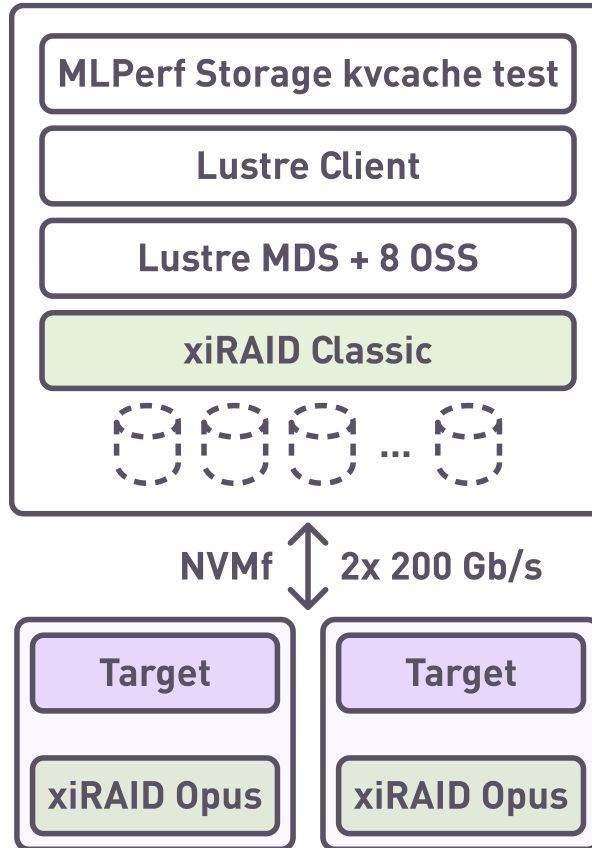 MLPerf Storage kvcache test
Lustre Client
Lustre MDS + 8 OSS
xiRAID Classic
...
NVMf 2x 200 Gb/s
Target Target
xiRAID Opus xiRAID Opus